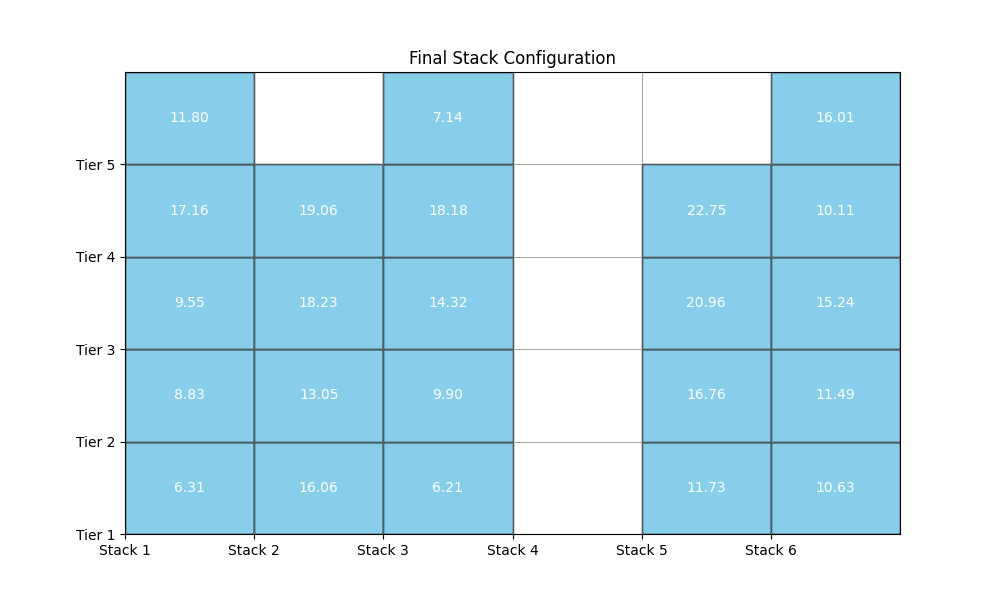 Final Stack Configuration
11.80 7.14 16.01
Tier 5
17.16 19.06 18.18 22.75 10.11
Tier 4
9.55 18.23 14.32 20.96 15.24
Tier 3
8.83 13.05 9.90 16.76 11.49
Tier 2
6.31 16.06 6.21 11.73 10.63
Tier 1
Stack 1 Stack 2 Stack 3 Stack 4 Stack 5 Stack 6